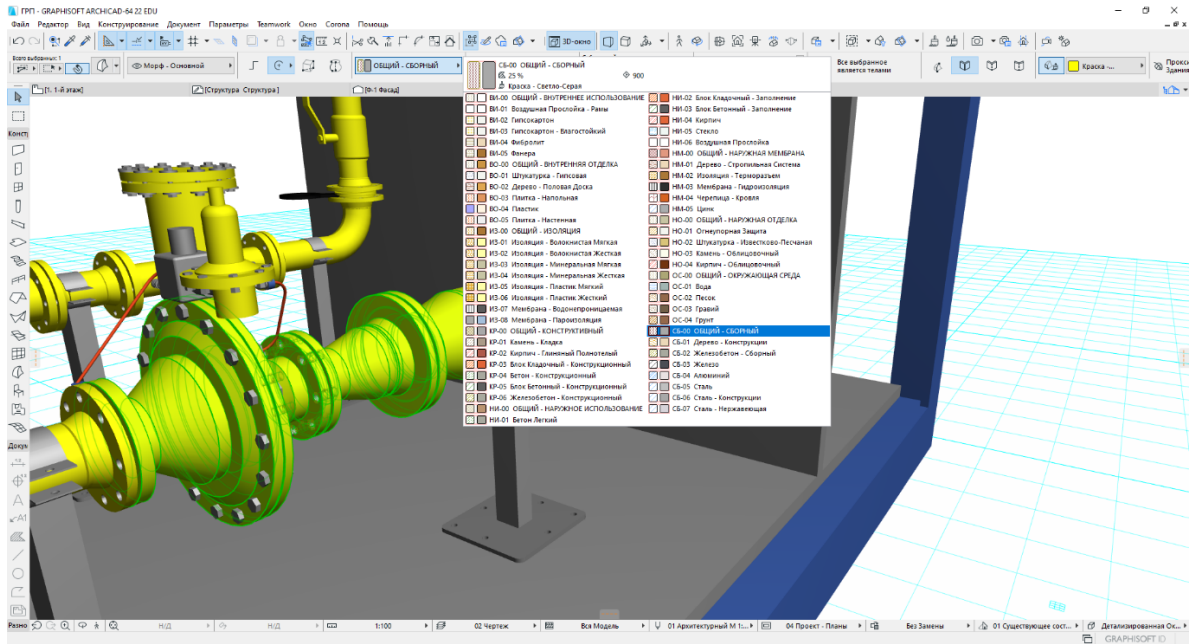 ГРП - GRAPHISOFT ARCHICAD-64 22 EDU
Файл Редактор Вид Конструирование Документ Параметры Teamwork Окно Corona Помощь
3D-окно
Всего выбранных: 1
Морф - Основной
ОБЩИЙ - СБОРНЫЙ
СБ-00 ОБЩИЙ - СБОРНЫЙ
25 %
900
Краска - Светло-Серая
Все выбранное
является телами
Краска -...
[1. 1-й этаж]
[Структура Структура]
[Ф-1 Фасад]
ВИ-00 ОБЩИЙ - ВНУТРЕННЕЕ ИСПОЛЬЗОВАНИЕ
ВИ-01 Воздушная Прослойка - Рамы
ВИ-02 Гипсокартон
ВИ-03 Гипсокартон - Влагостойкий
ВИ-04 Фибролит
ВИ-05 Фанера
ВО-00 ОБЩИЙ - ВНУТРЕННЯЯ ОТДЕЛКА
ВО-01 Штукатурка - Гипсовая
ВО-02 Дерево - Половая Доска
ВО-03 Плитка - Напольная
ВО-04 Пластик
ВО-05 Плитка - Настенная
ИЗ-00 ОБЩИЙ - ИЗОЛЯЦИЯ
ИЗ-01 Изоляция - Волокнистая Мягкая
ИЗ-02 Изоляция - Волокнистая Жесткая
ИЗ-03 Изоляция - Минеральная Мягкая
ИЗ-04 Изоляция - Минеральная Жесткая
ИЗ-05 Изоляция - Пластик Мягкий
ИЗ-06 Изоляция - Пластик Жесткий
ИЗ-07 Мембрана - Водонепроницаемая
ИЗ-08 Мембрана - Пароизоляция
КР-00 ОБЩИЙ - КОНСТРУКТИВНЫЙ
КР-01 Камень - Кладка
КР-02 Кирпич - Глиняный Полнотелый
КР-03 Блок Кладочный - Конструкционный
КР-04 Бетон - Конструкционный
КР-05 Блок Бетонный - Конструкционный
КР-06 Железобетон - Конструкционный
НИ-00 ОБЩИЙ - НАРУЖНОЕ ИСПОЛЬЗОВАНИЕ
НИ-01 Бетон Легкий
НИ-02 Блок Кладочный - Заполнение
НИ-03 Блок Бетонный - Заполнение
НИ-04 Кирпич
НИ-05 Стекло
НИ-06 Воздушная Прослойка
НМ-00 ОБЩИЙ - НАРУЖНАЯ МЕМБРАНА
НМ-01 Дерево - Стропильная Система
НМ-02 Изоляция - Терморазъем
НМ-03 Мембрана - Гидроизоляция
НМ-04 Черепица - Кровля
НМ-05 Цинк
НО-00 ОБЩИЙ - НАРУЖНАЯ ОТДЕЛКА
НО-01 Огнеупорная Защита
НО-02 Штукатурка - Известково-Песчаная
НО-03 Камень - Облицовочный
НО-04 Кирпич - Облицовочный
ОС-00 ОБЩИЙ - ОКРУЖАЮЩАЯ СРЕДА
ОС-01 Вода
ОС-02 Песок
ОС-03 Гравий
ОС-04 Грунт
СБ-00 ОБЩИЙ - СБОРНЫЙ
СБ-01 Дерево - Конструкции
СБ-02 Железобетон - Сборный
СБ-03 Железо
СБ-04 Алюминий
СБ-05 Сталь
СБ-06 Сталь - Конструкции
СБ-07 Сталь - Нержавеющая
Конст
Докум
A
A1
Разно
Н/Д
Н/Д
1:100
02 Чертеж
Вся Модель
01 Архитектурный М 1:...
04 Проект - Планы
Без Замены
01 Существующее сост...
Детализированная Ок...
GRAPHISOFT